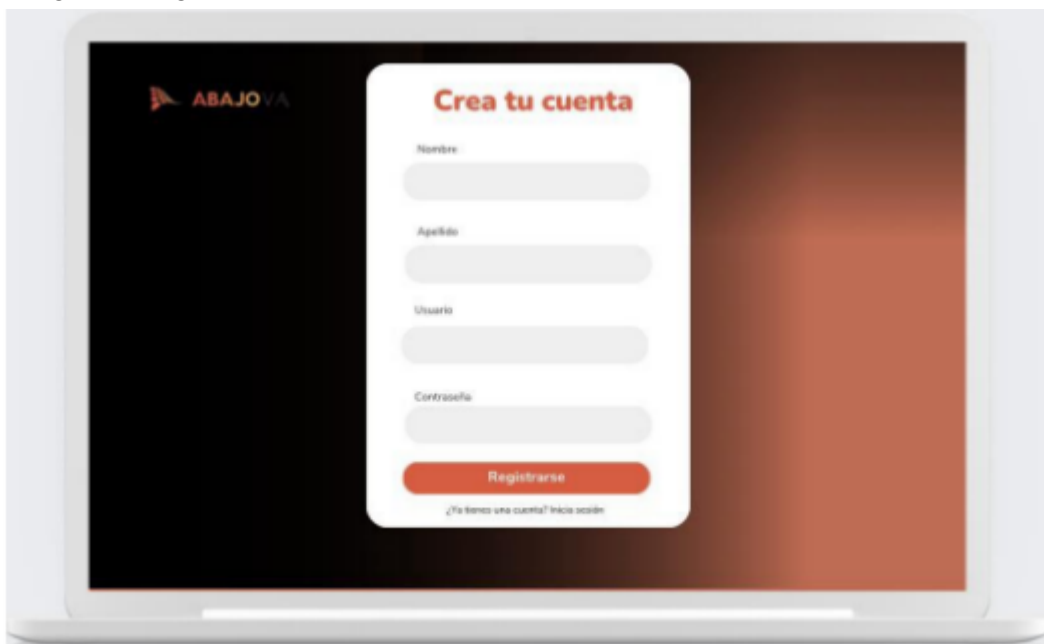 ABAJOVA
Crea tu cuenta
Nombre
Apellido
Usuario
Contraseña
Registrarse
¿Ya tienes una cuenta? Inicia sesión